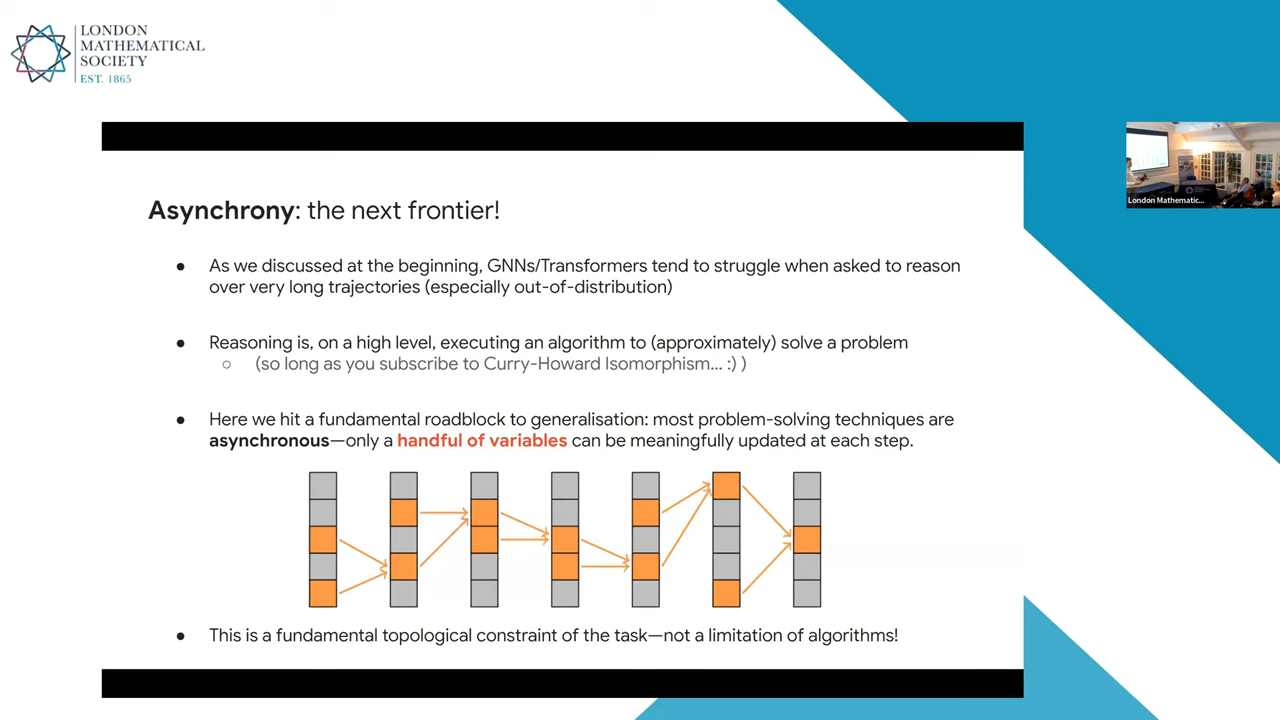 LONDON
MATHEMATICAL
SOCIETY
EST. 1865
London Mathematic...
Asynchrony: the next frontier!
● As we discussed at the beginning, GNNs/Transformers tend to struggle when asked to reason
over very long trajectories (especially out-of-distribution)
● Reasoning is, on a high level, executing an algorithm to (approximately) solve a problem
○ (so long as you subscribe to Curry-Howard Isomorphism... :) )
● Here we hit a fundamental roadblock to generalisation: most problem-solving techniques are
asynchronous—only a handful of variables can be meaningfully updated at each step.
● This is a fundamental topological constraint of the task—not a limitation of algorithms!